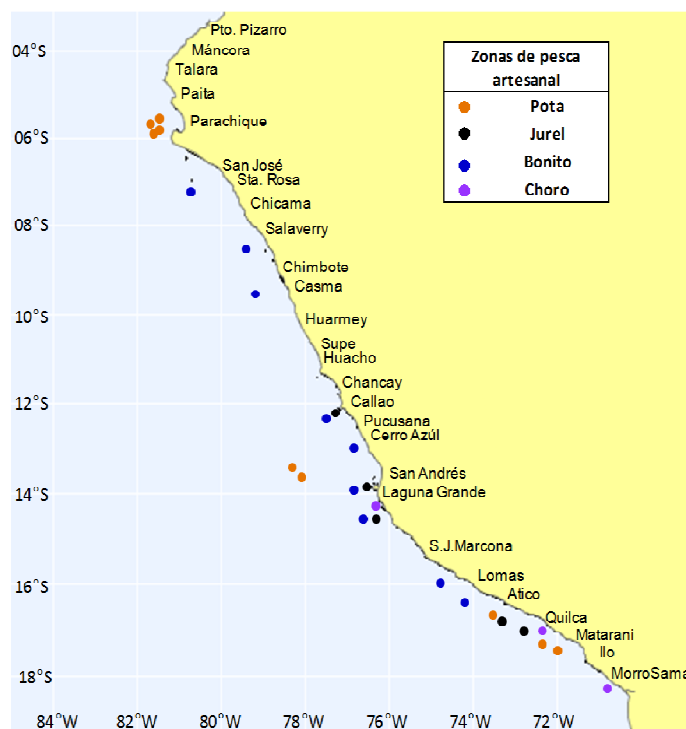 Pto. Pizarro
04°S
Máncora
Talara
Paita
Parachique
06°S
San José
Sta. Rosa
Chicama
08°S
Salaverry
Chimbote
Casma
10°S
Huarmey
Supe
Huacho
Chancay
12°S
Callao
Pucusana
Cerro Azúl
San Andrés
14°S
Laguna Grande
S.J.Marcona
Lomas
16°S
Atico
Quilca
Matarani
Ilo
18°S
MorroSama
84°W 82°W 80°W 78°W 76°W 74°W 72°W
Zonas de pesca
artesanal
Pota
Jurel
Bonito
Choro